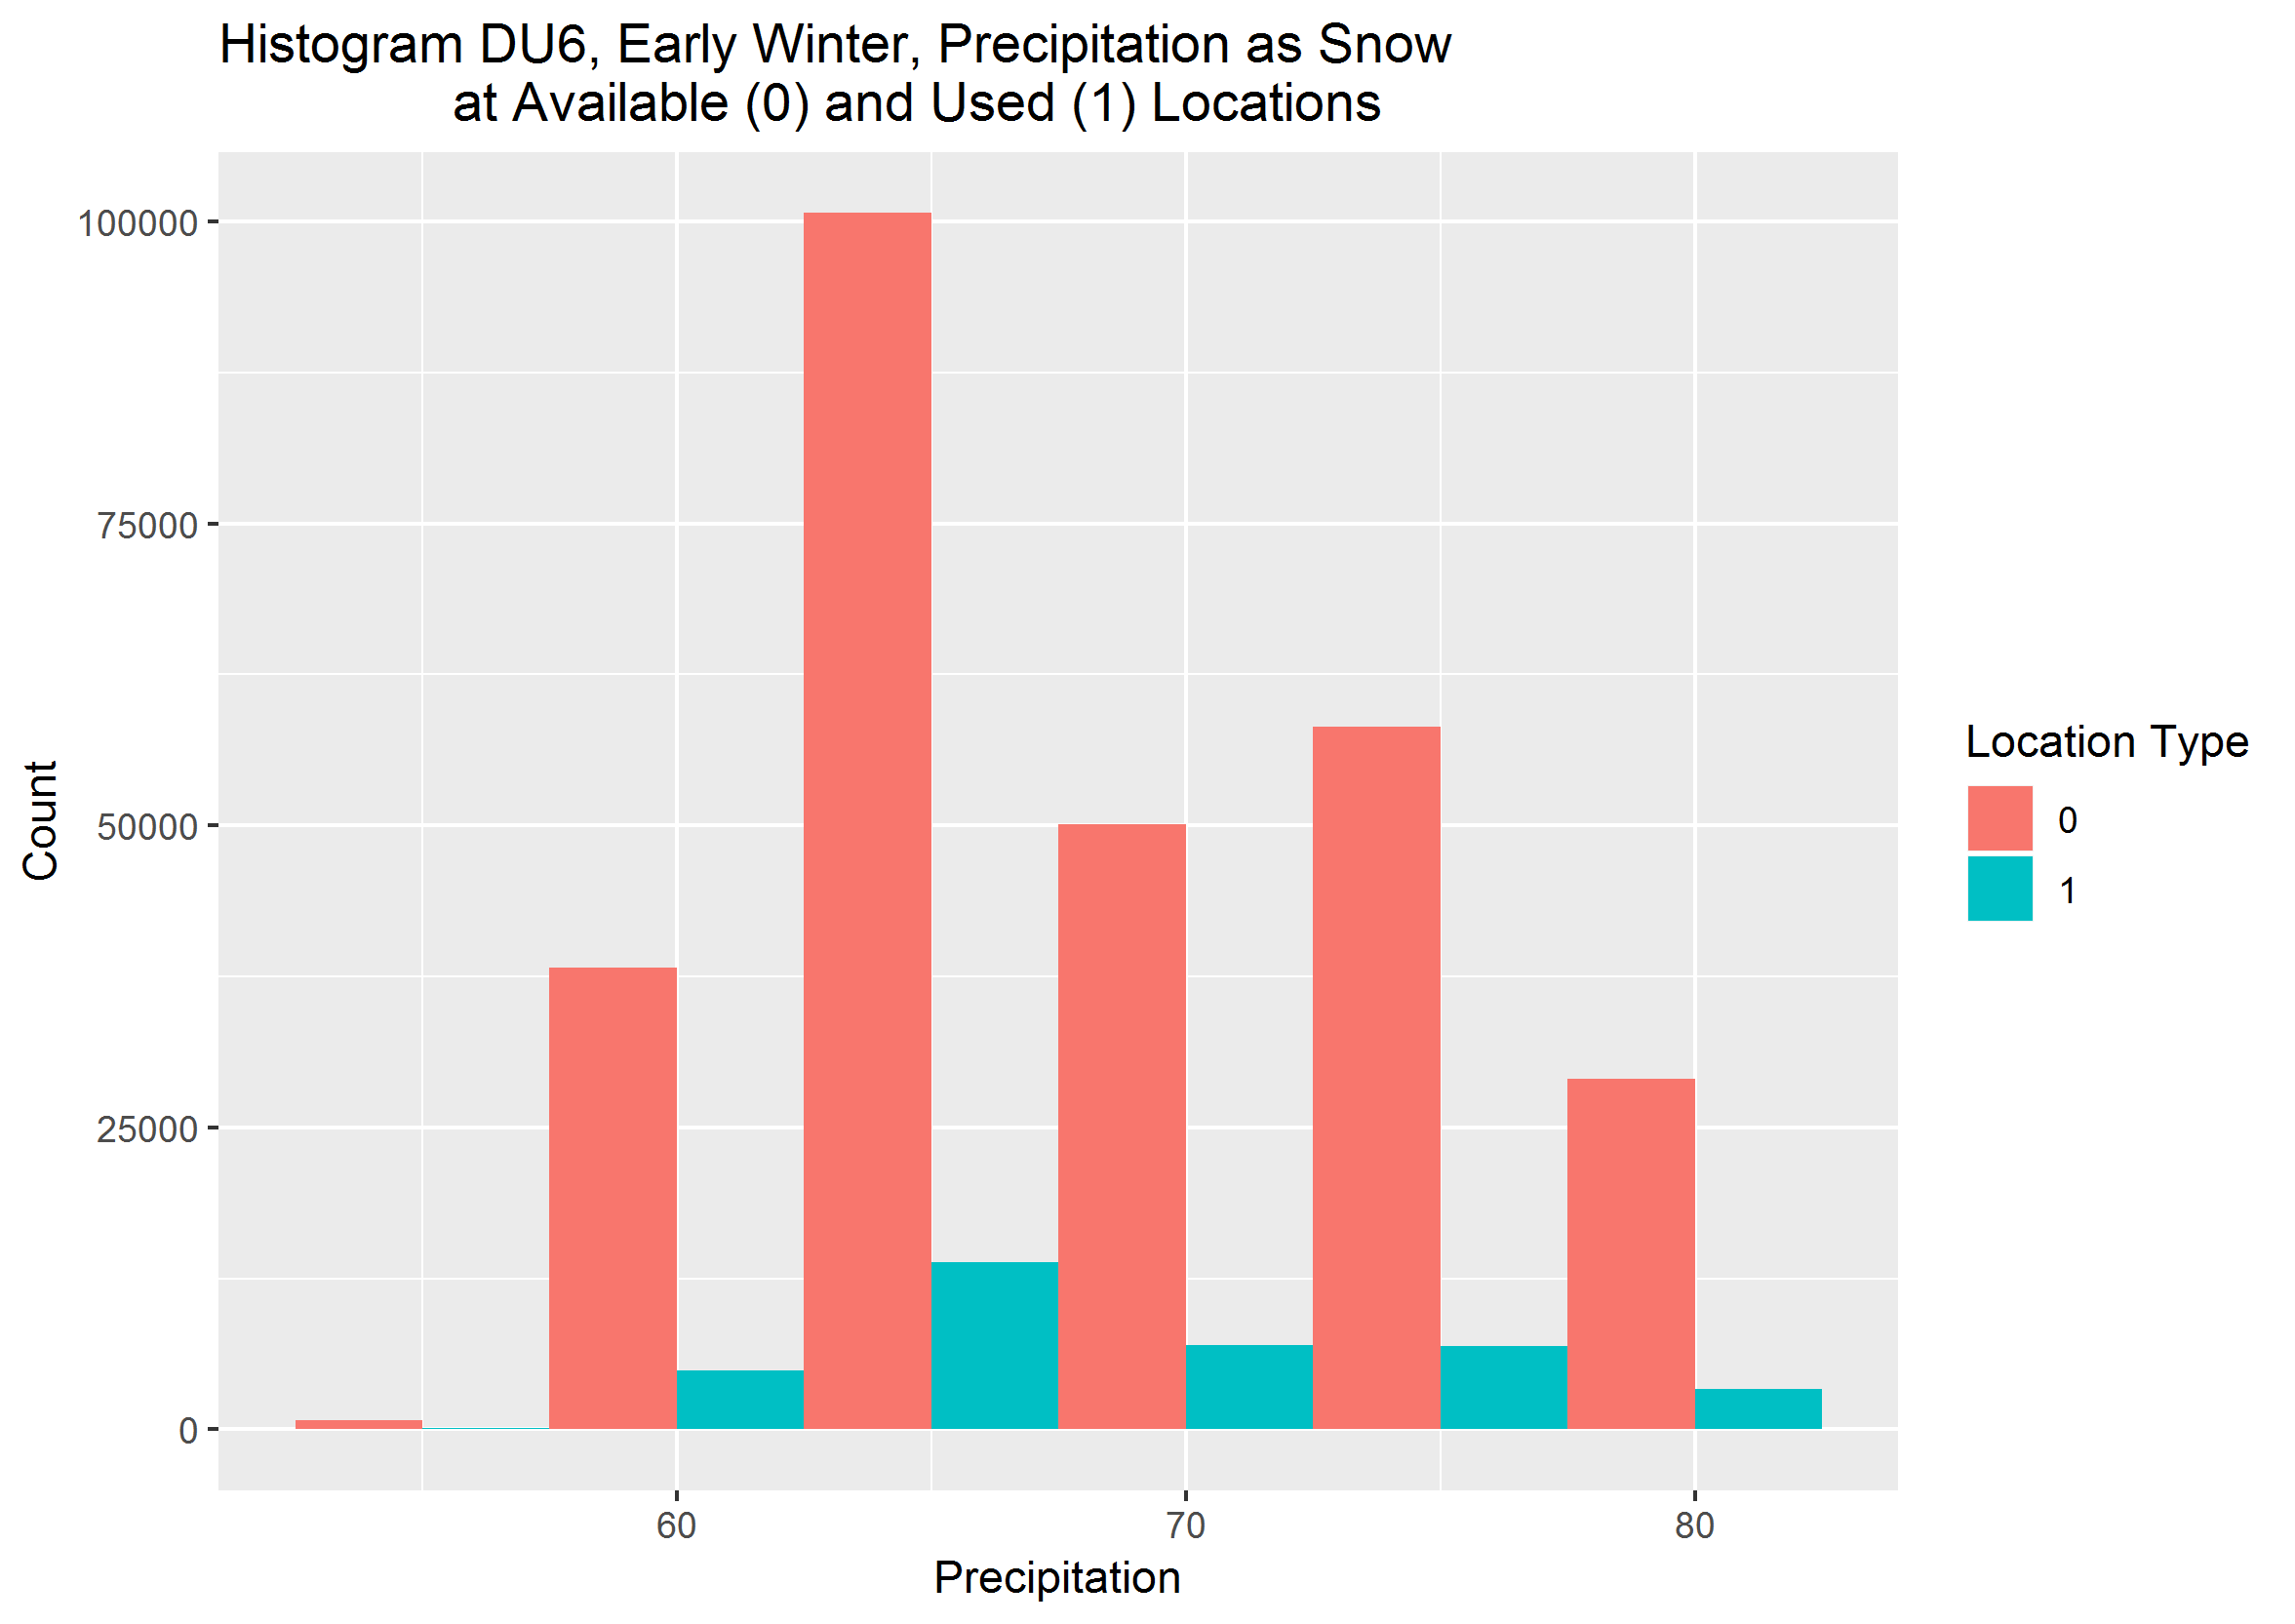 Histogram DU6, Early Winter, Precipitation as Snow
at Available (0) and Used (1) Locations
100000
75000
50000
25000
0
Count
60
70
80
Precipitation
Location Type
0
1